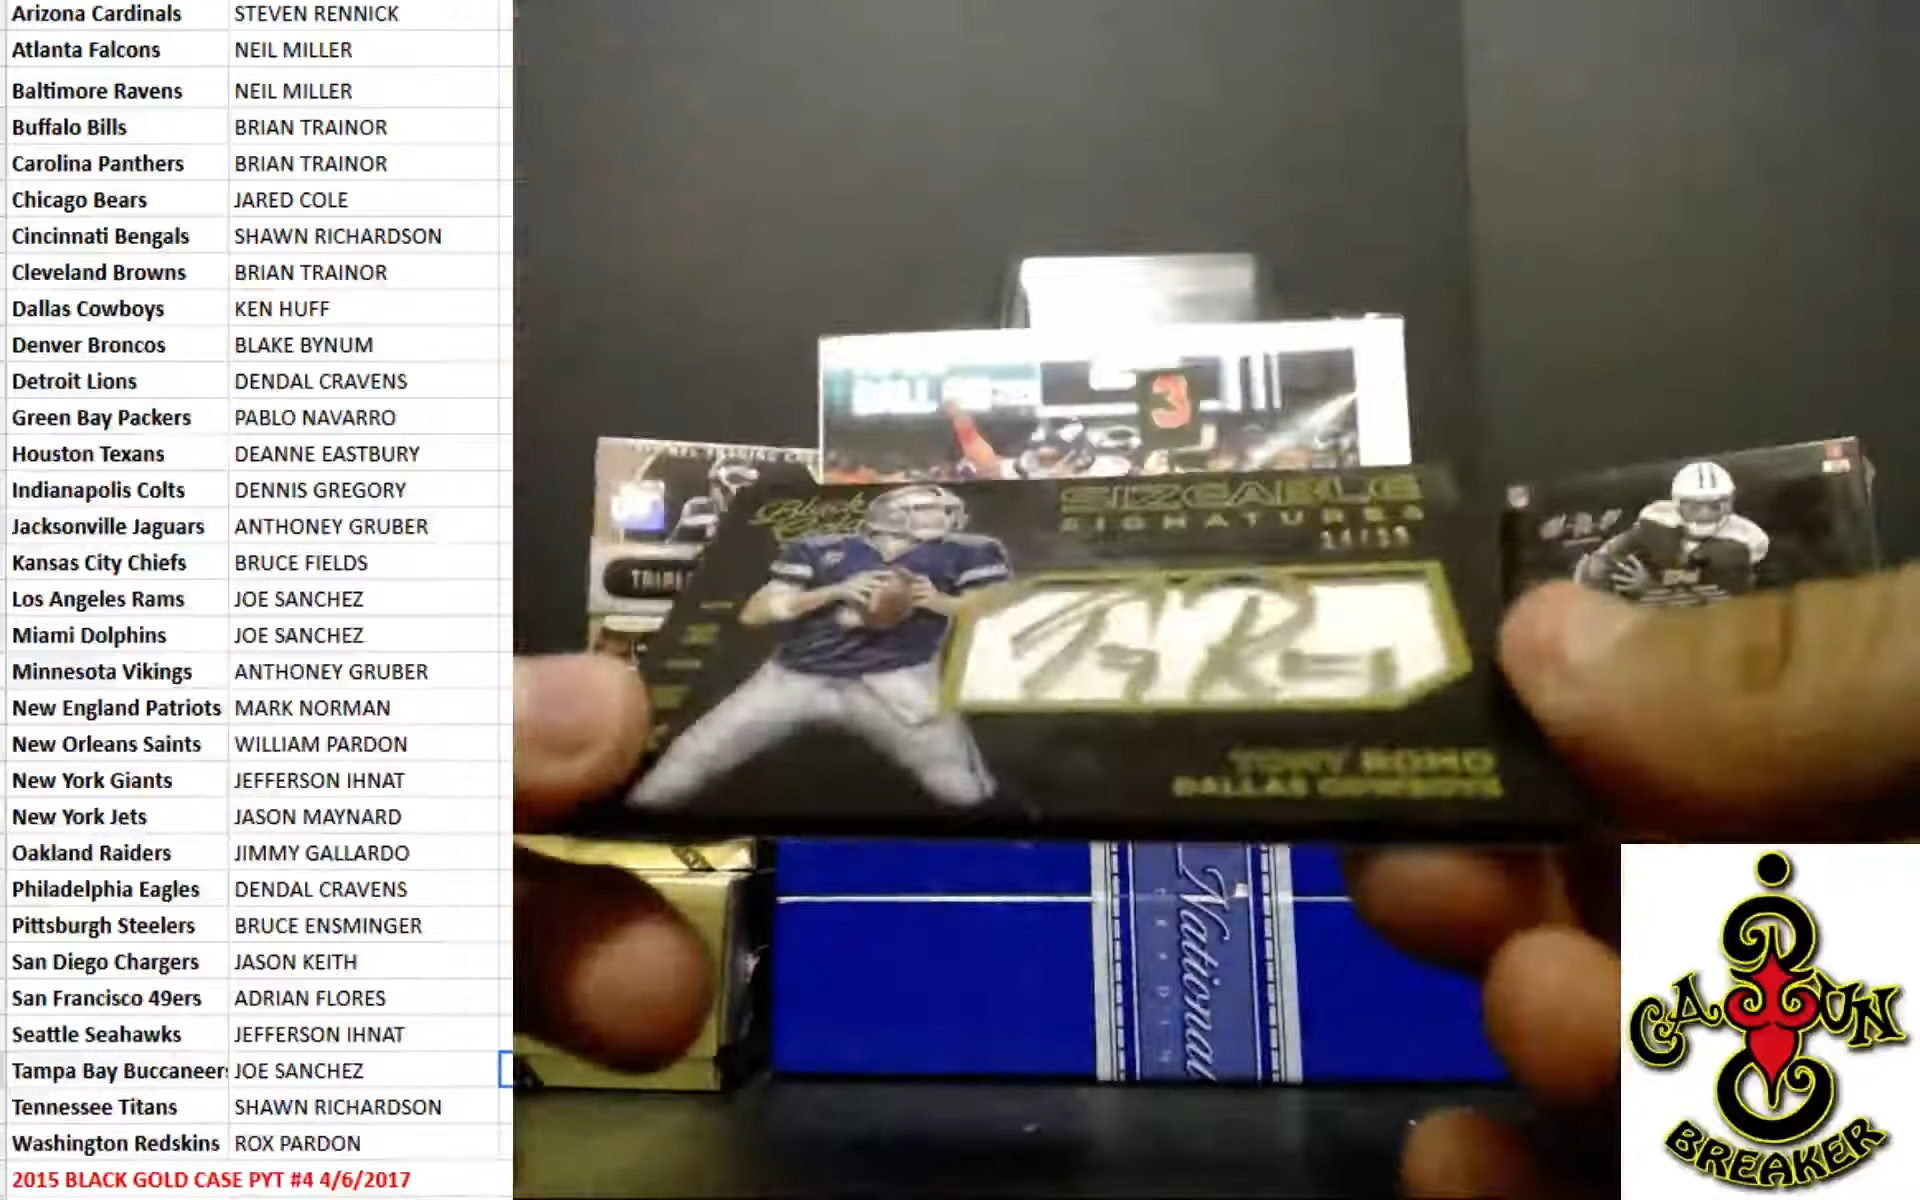 Arizona Cardinals STEVEN RENNICK
Atlanta Falcons NEIL MILLER
Baltimore Ravens NEIL MILLER
Buffalo Bills BRIAN TRAINOR
Carolina Panthers BRIAN TRAINOR
Chicago Bears JARED COLE
Cincinnati Bengals SHAWN RICHARDSON
Cleveland Browns BRIAN TRAINOR
Dallas Cowboys KEN HUFF
Denver Broncos BLAKE BYNUM
Detroit Lions DENDAL CRAVENS
Green Bay Packers PABLO NAVARRO
Houston Texans DEANNE EASTBURY
Indianapolis Colts DENNIS GREGORY
Jacksonville Jaguars ANTHONEY GRUBER
Kansas City Chiefs BRUCE FIELDS
Los Angeles Rams JOE SANCHEZ
Miami Dolphins JOE SANCHEZ
Minnesota Vikings ANTHONEY GRUBER
New England Patriots MARK NORMAN
New Orleans Saints WILLIAM PARDON
New York Giants JEFFERSON IHNAT
New York Jets JASON MAYNARD
Oakland Raiders JIMMY GALLARDO
Philadelphia Eagles DENDAL CRAVENS
Pittsburgh Steelers BRUCE ENSMINGER
San Diego Chargers JASON KEITH
San Francisco 49ers ADRIAN FLORES
Seattle Seahawks JEFFERSON IHNAT
Tampa Bay Buccaneers JOE SANCHEZ
Tennessee Titans SHAWN RICHARDSON
Washington Redskins ROX PARDON
2015 BLACK GOLD CASE PYT #4 4/6/2017
3
Black Gold
SIZEABLE
SIGNATURES
TONY ROMO
DALLAS COWBOYS
National
CAJUN
BREAKER